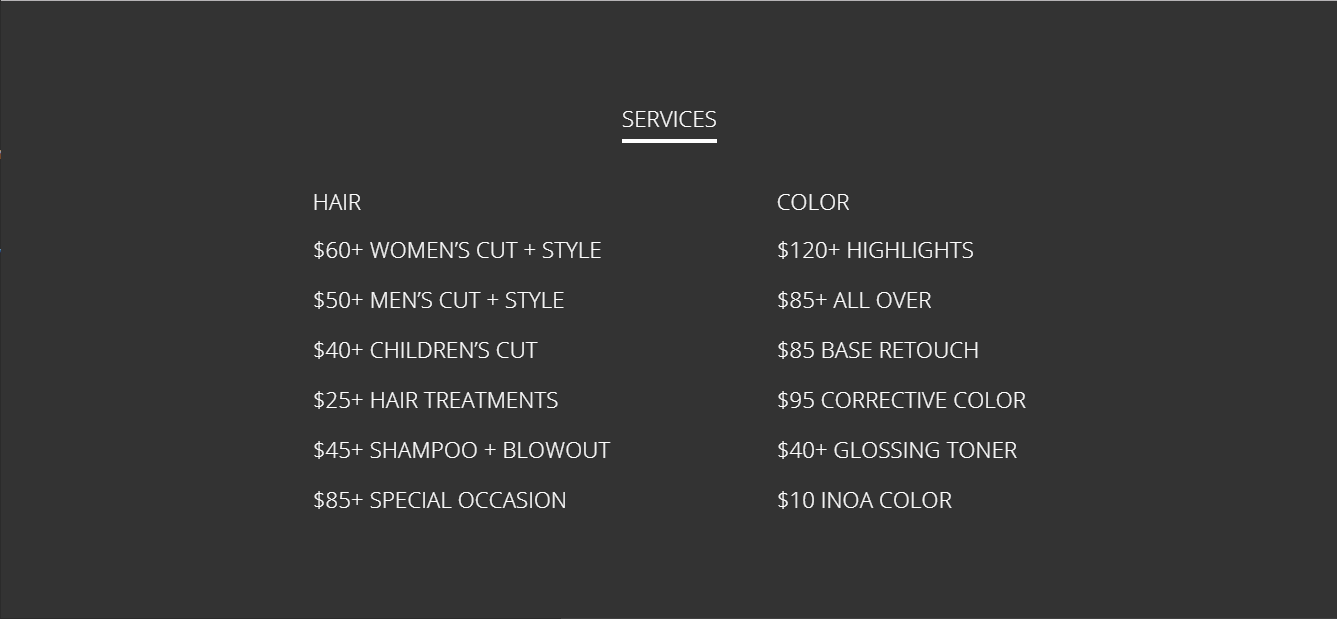 SERVICES
HAIR
$60+ WOMEN’S CUT + STYLE
$50+ MEN’S CUT + STYLE
$40+ CHILDREN’S CUT
$25+ HAIR TREATMENTS
$45+ SHAMPOO + BLOWOUT
$85+ SPECIAL OCCASION
COLOR
$120+ HIGHLIGHTS
$85+ ALL OVER
$85 BASE RETOUCH
$95 CORRECTIVE COLOR
$40+ GLOSSING TONER
$10 INOA COLOR